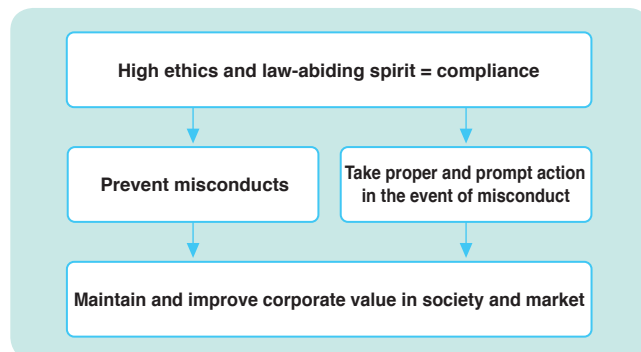 High ethics and law-abiding spirit = compliance
Prevent misconducts
Take proper and prompt action
in the event of misconduct
Maintain and improve corporate value in society and market